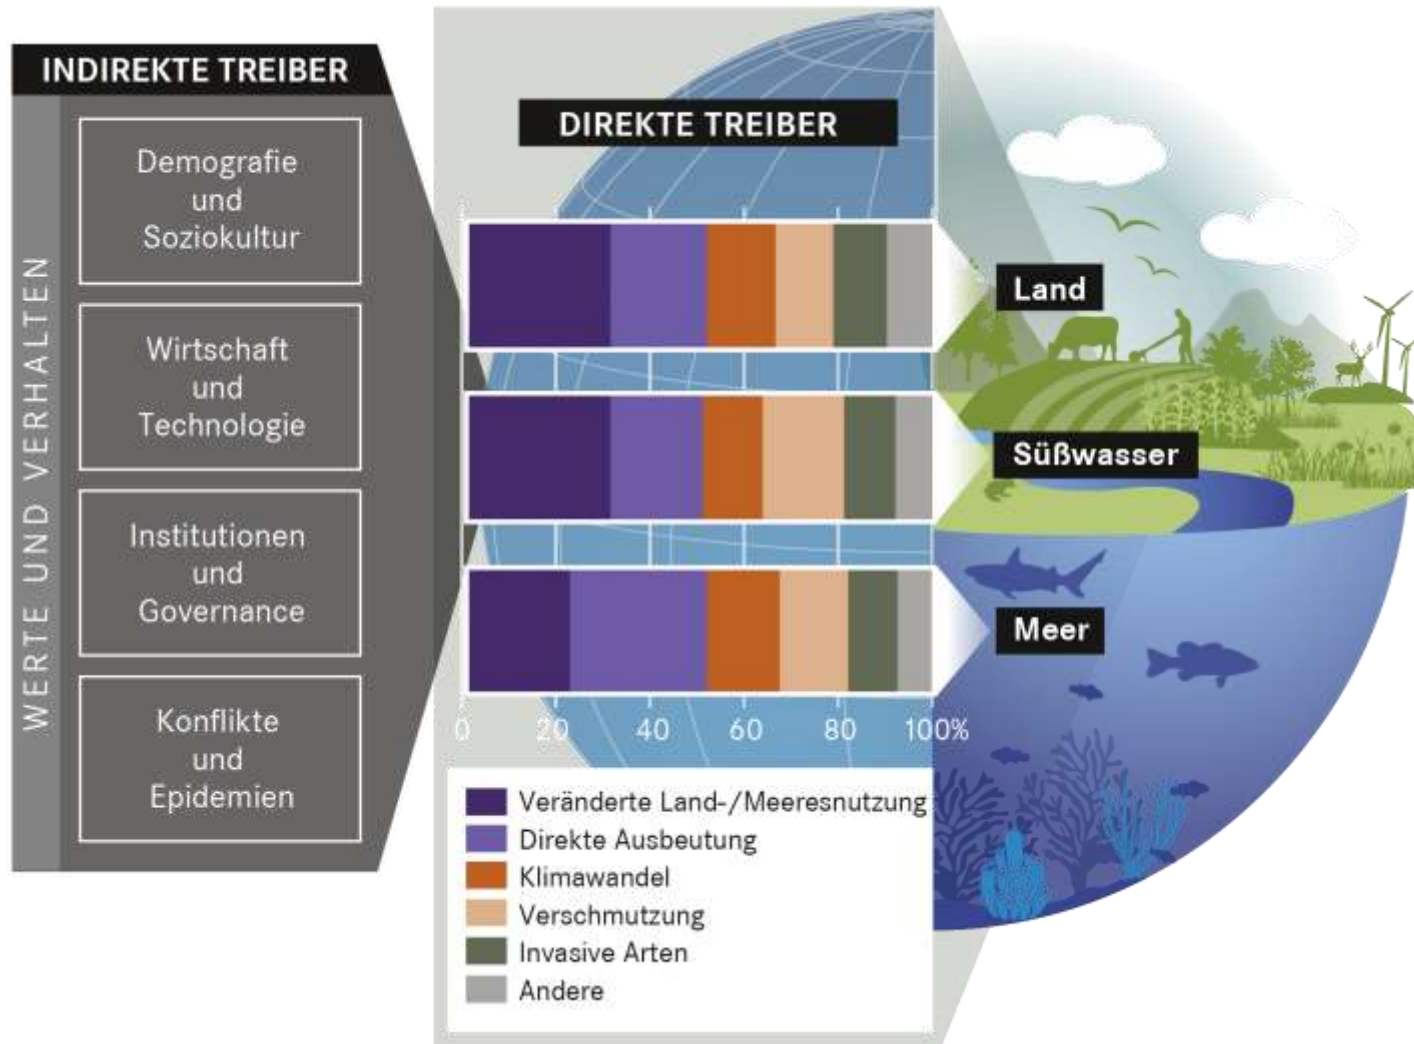 INDIREKTE TREIBER
WERTE UND VERHALTEN
Demografie
und
Soziokultur
Wirtschaft
und
Technologie
Institutionen
und
Governance
Konflikte
und
Epidemien
DIREKTE TREIBER
Land
Süßwasser
Meer
0 20 40 60 80 100%
Veränderte Land-/Meeresnutzung
Direkte Ausbeutung
Klimawandel
Verschmutzung
Invasive Arten
Andere